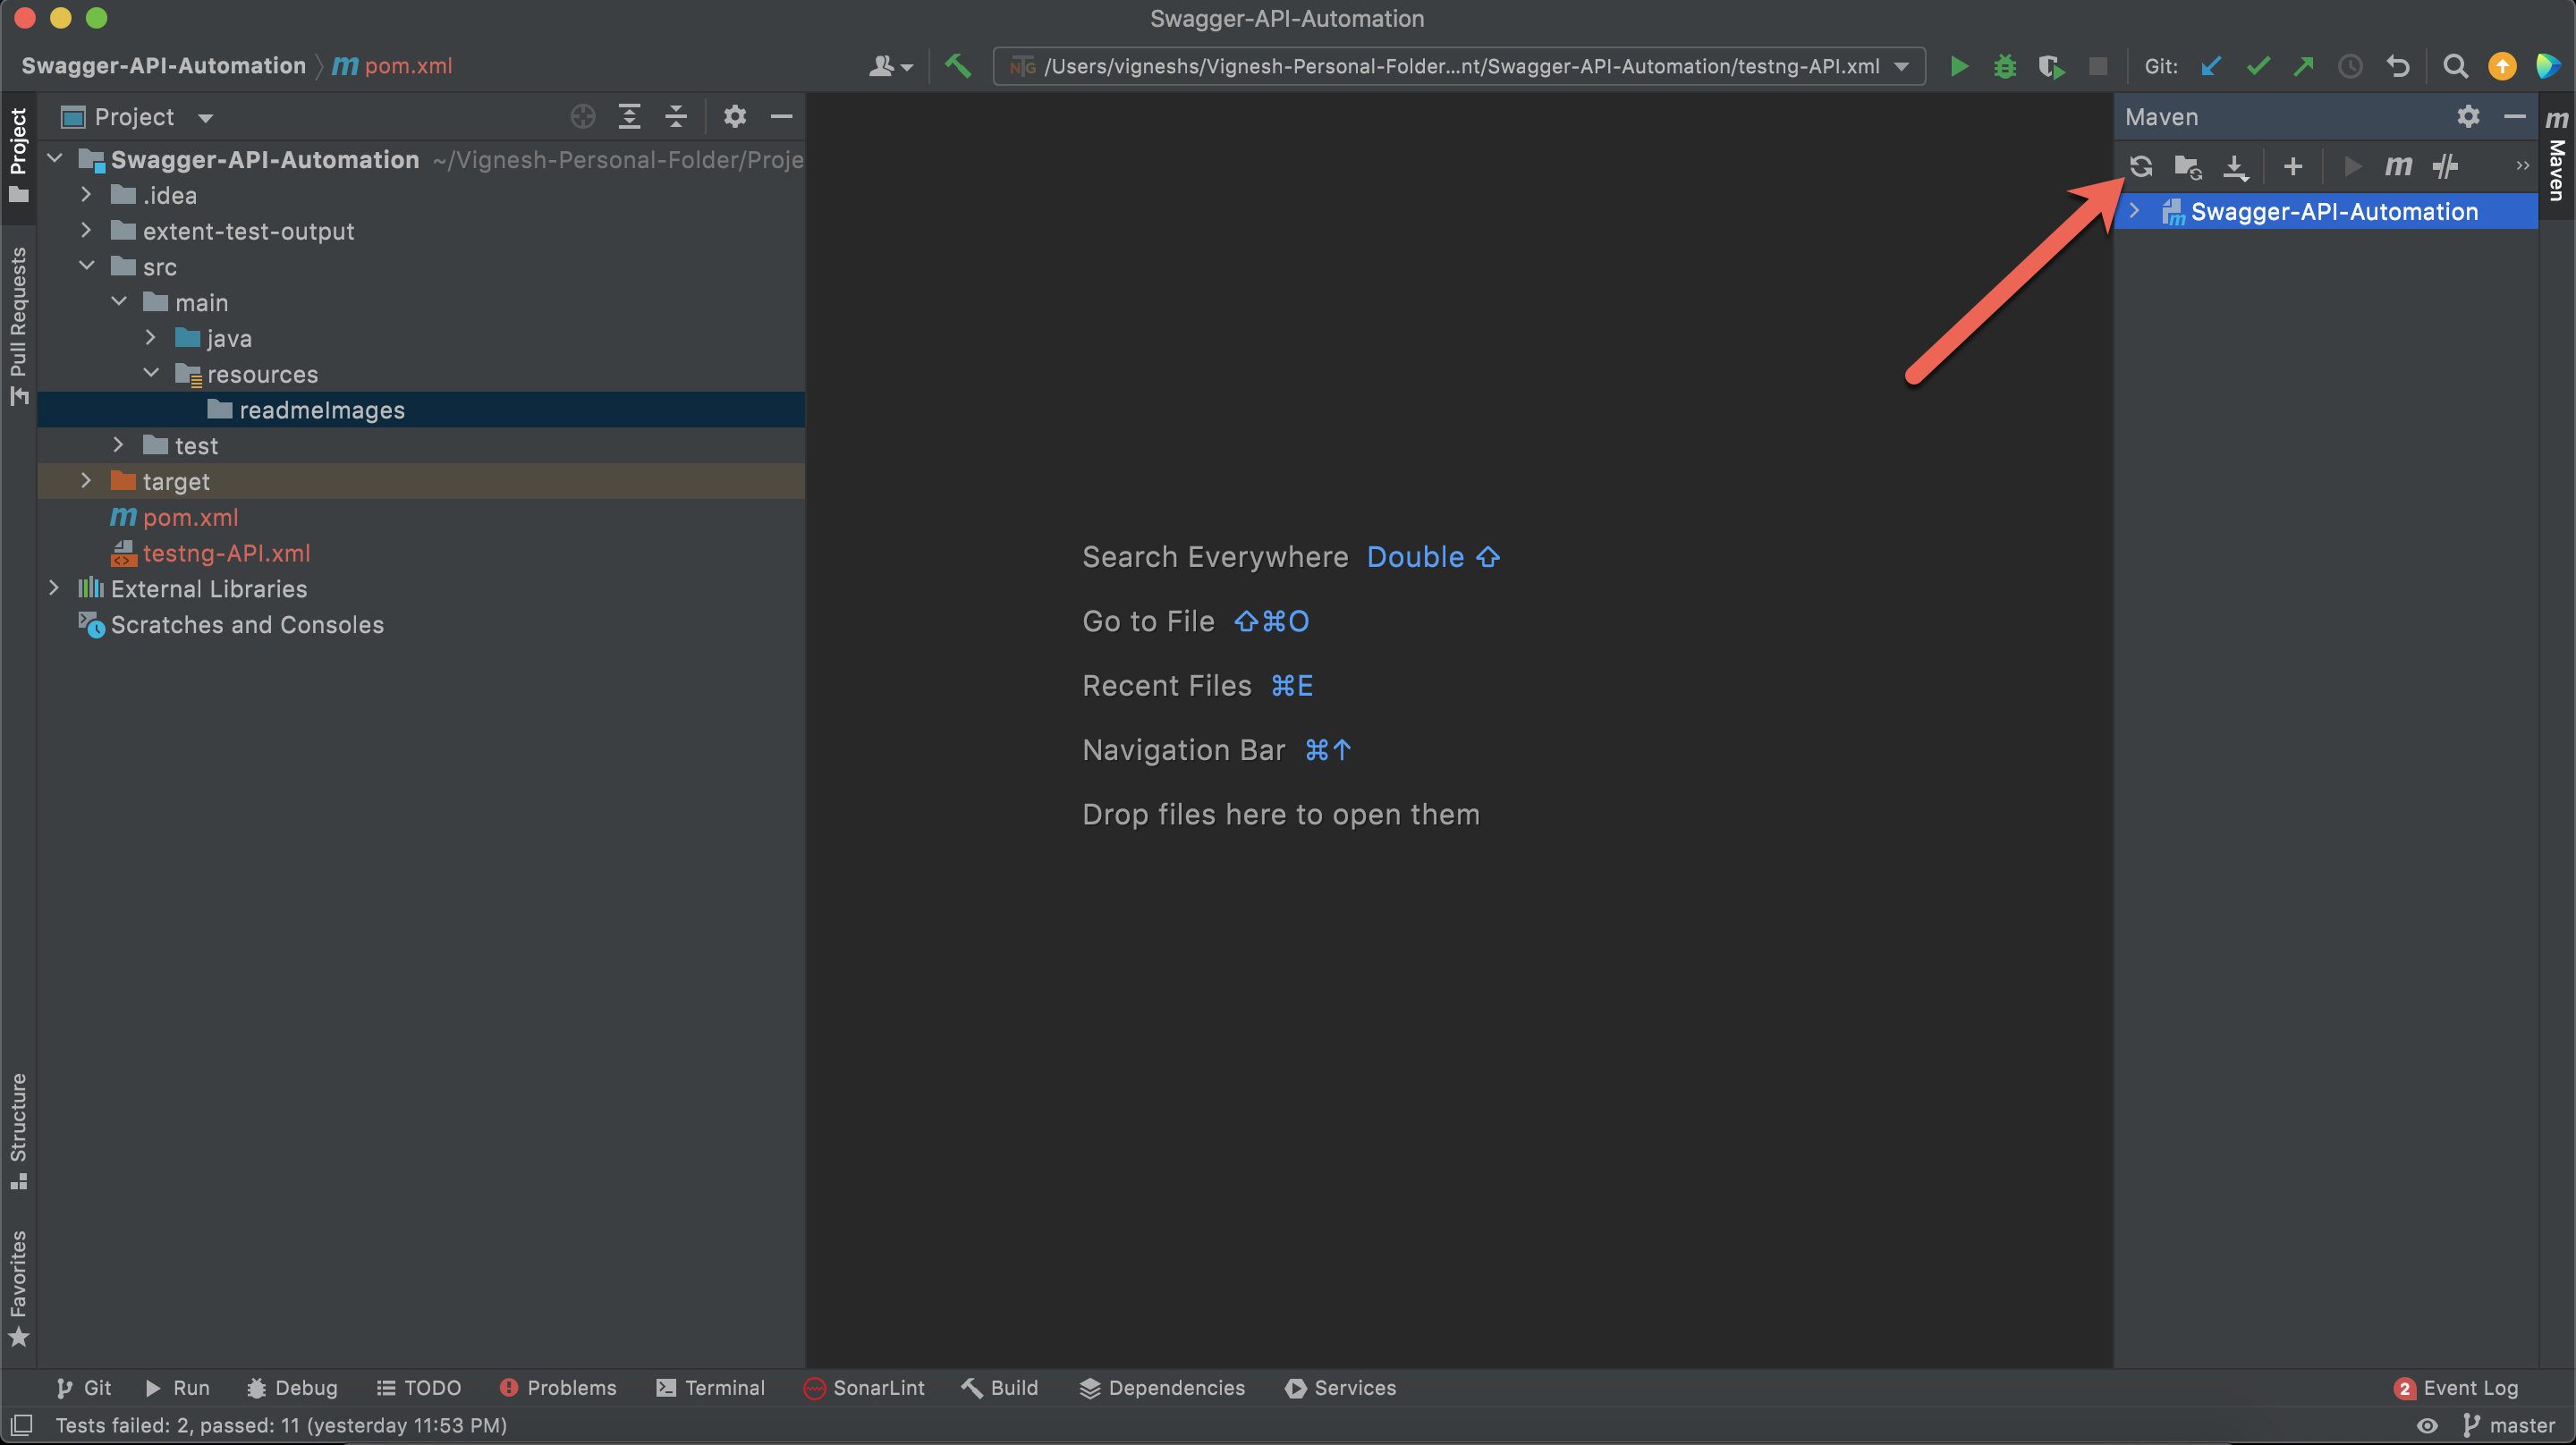 Swagger-API-Automation
Swagger-API-Automation
m pom.xml
/Users/vigneshs/Vignesh-Personal-Folder...nt/Swagger-API-Automation/testng-API.xml
Git:
Project
Pull Requests
Structure
Favorites
Project
Swagger-API-Automation ~/Vignesh-Personal-Folder/Proje
.idea
extent-test-output
src
main
java
resources
readmeImages
test
target
m pom.xml
testng-API.xml
External Libraries
Scratches and Consoles
Search Everywhere Double ⇧
Go to File ⇧⌘O
Recent Files ⌘E
Navigation Bar ⌘↑
Drop files here to open them
Maven
m
Swagger-API-Automation
m Maven
Git
Run
Debug
TODO
Problems
Terminal
SonarLint
Build
Dependencies
Services
2 Event Log
Tests failed: 2, passed: 11 (yesterday 11:53 PM)
master